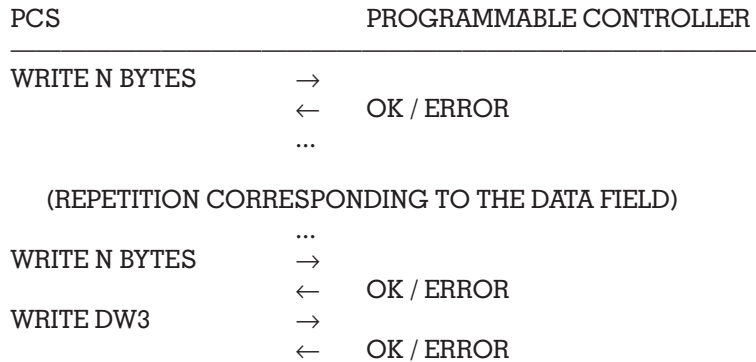 PCS PROGRAMMABLE CONTROLLER
WRITE N BYTES →
← OK / ERROR
...
(REPETITION CORRESPONDING TO THE DATA FIELD)
...
WRITE N BYTES →
← OK / ERROR
WRITE DW3 →
← OK / ERROR